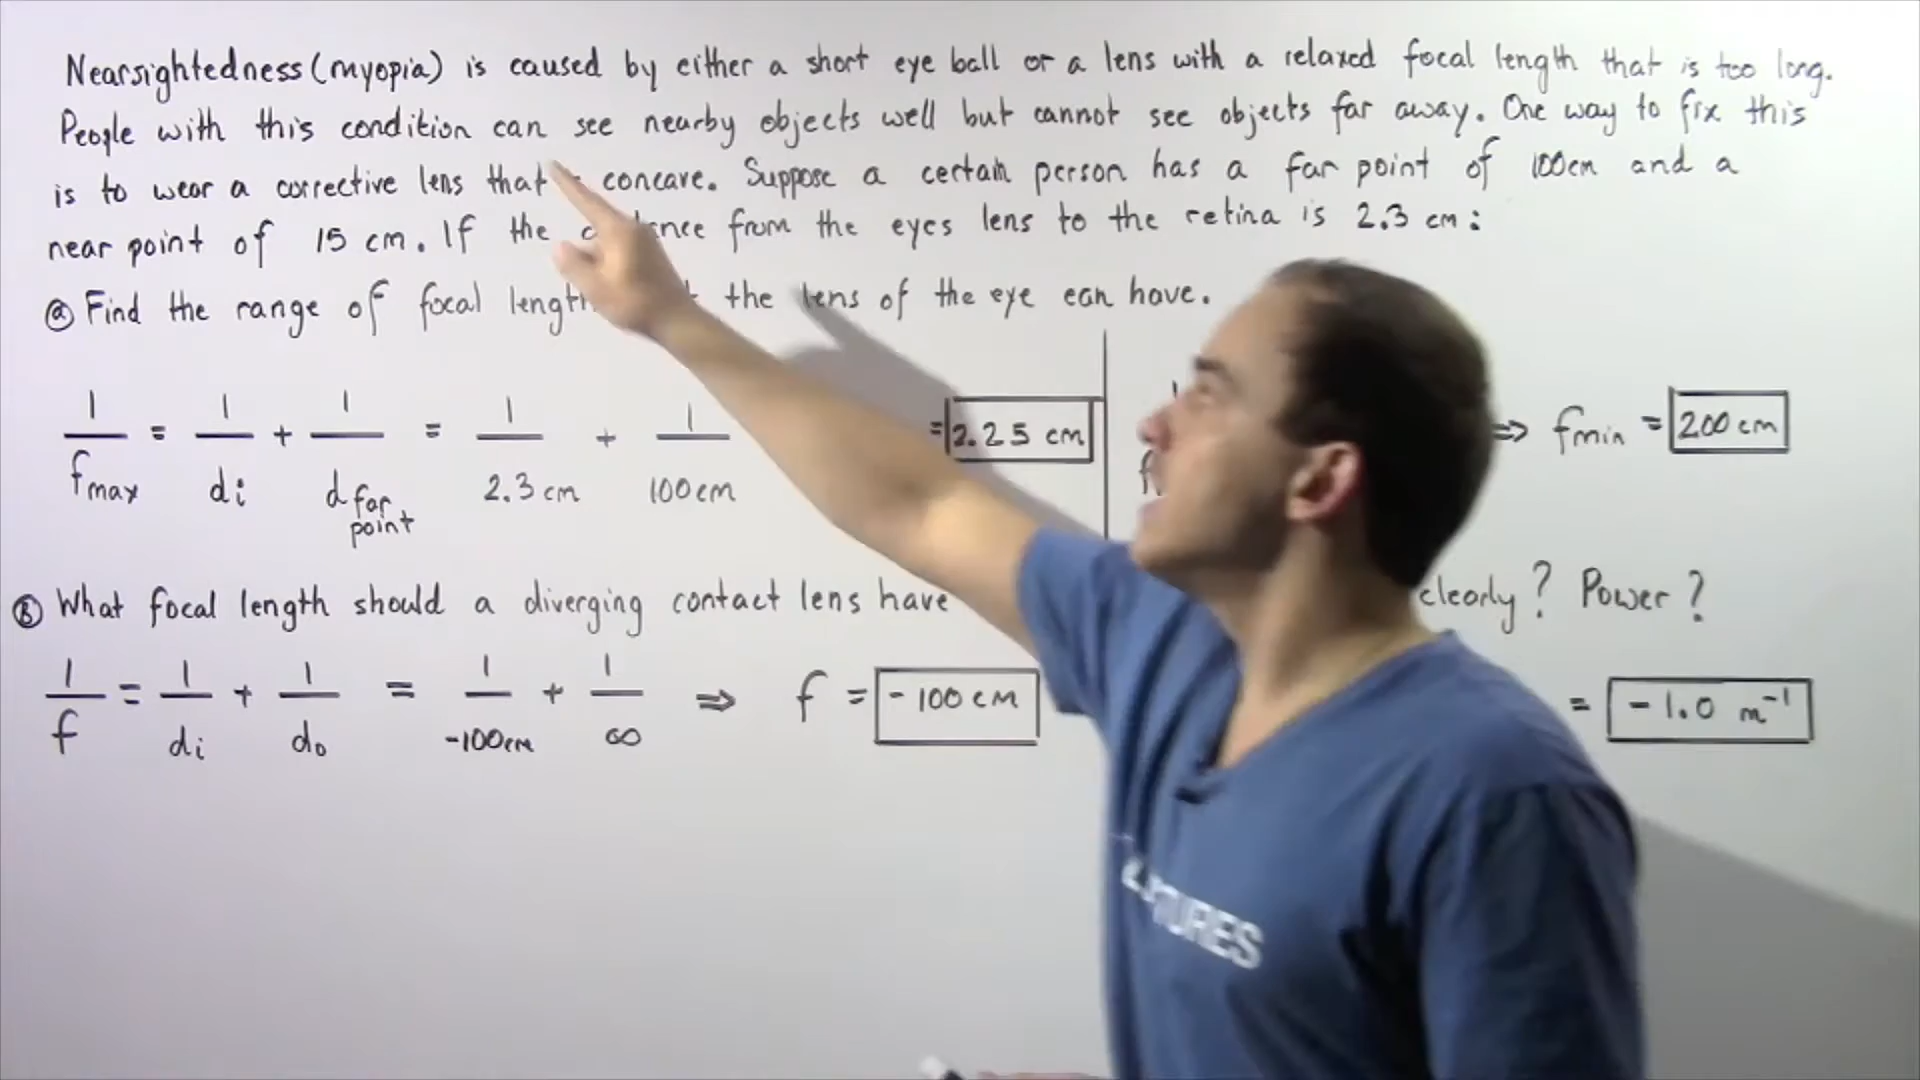 Nearsightedness (myopia) is caused by either a short eye ball or a lens with a relaxed focal length that is too long.
People with this condition can see nearby objects well but cannot see objects far away. One way to fix this
is to wear a corrective lens that concave. Suppose a certain person has a far point of 100cm and a
near point of 15 cm. If the from the eyes lens to the retina is 2.3 cm:
ⓐ Find the range of focal the lens of the eye can have.
1/fmax = 1/di + 1/dfar point = 1/2.3 cm + 1/100cm = 2.25 cm
⇒ fmin = 200 cm
ⓑ What focal length should a diverging contact lens have clearly? Power?
1/f = 1/di + 1/do = 1/-100cm + 1/∞ ⇒ f = -100 cm
= -1.0 m⁻¹